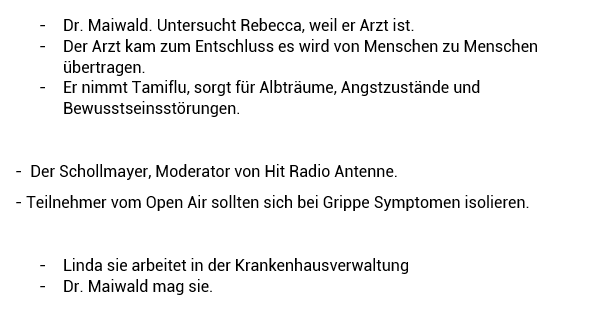 - Dr. Maiwald. Untersucht Rebecca, weil er Arzt ist.
- Der Arzt kam zum Entschluss es wird von Menschen zu Menschen
übertragen.
- Er nimmt Tamiflu, sorgt für Albträume, Angstzustände und
Bewusstseinsstörungen.
- Der Schollmayer, Moderator von Hit Radio Antenne.
- Teilnehmer vom Open Air sollten sich bei Grippe Symptomen isolieren.
- Linda sie arbeitet in der Krankenhausverwaltung
- Dr. Maiwald mag sie.